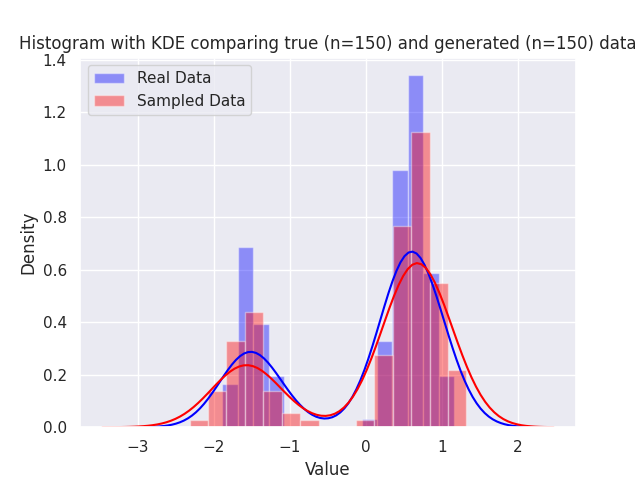 Histogram with KDE comparing true (n=150) and generated (n=150) data
Real Data
Sampled Data
1.4
1.2
1.0
0.8
0.6
0.4
0.2
0.0
Density
−3
−2
−1
0
1
2
Value